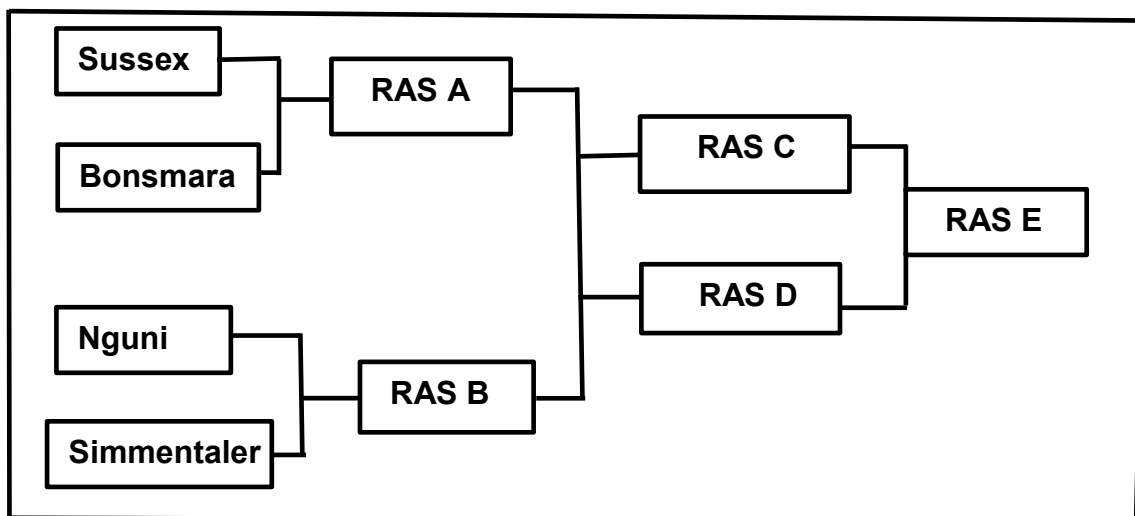 Sussex
RAS A
Bonsmara
RAS C
RAS E
RAS D
Nguni
RAS B
Simmentaler